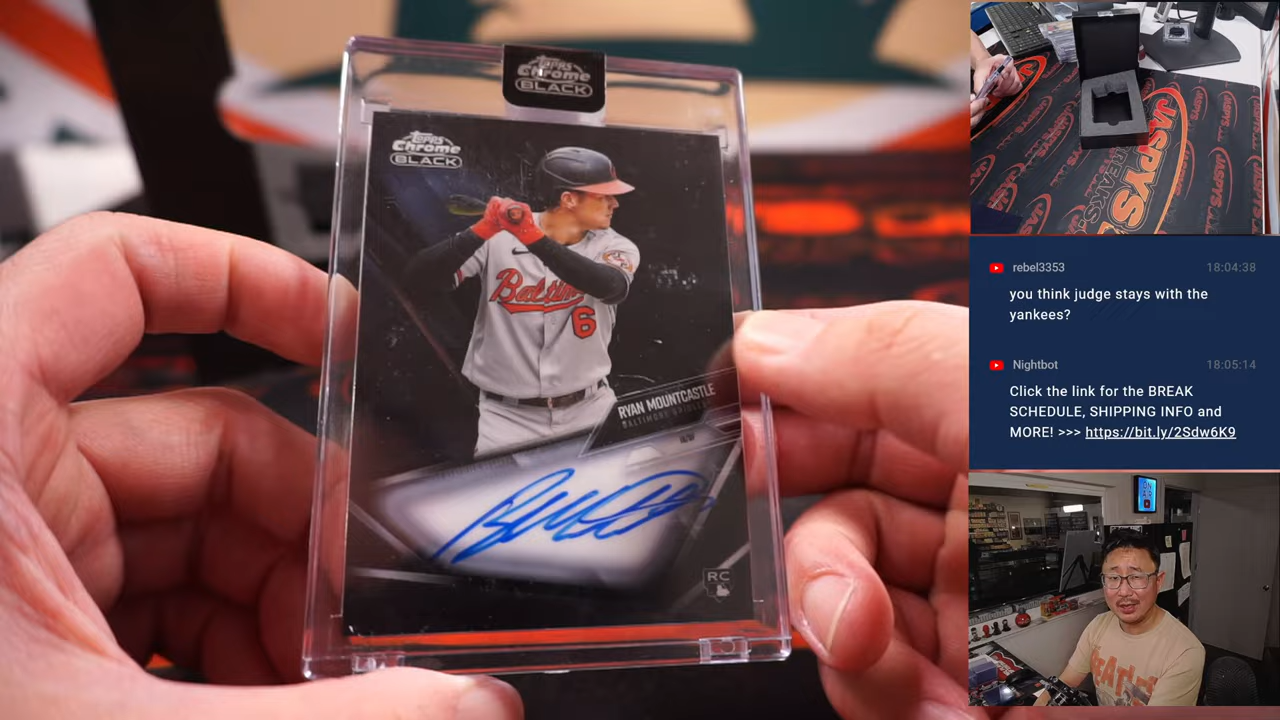 Topps
Chrome
BLACK
Topps
Chrome
BLACK
Baltimore
6
RYAN MOUNTCASTLE
BALTIMORE ORIOLES
RC
JASPYS
BREAKS
JASPYS
rebel3353 18:04:38
you think judge stays with the
yankees?
Nightbot 18:05:14
Click the link for the BREAK
SCHEDULE, SHIPPING INFO and
MORE! >>> https://bit.ly/2Sdw6K9